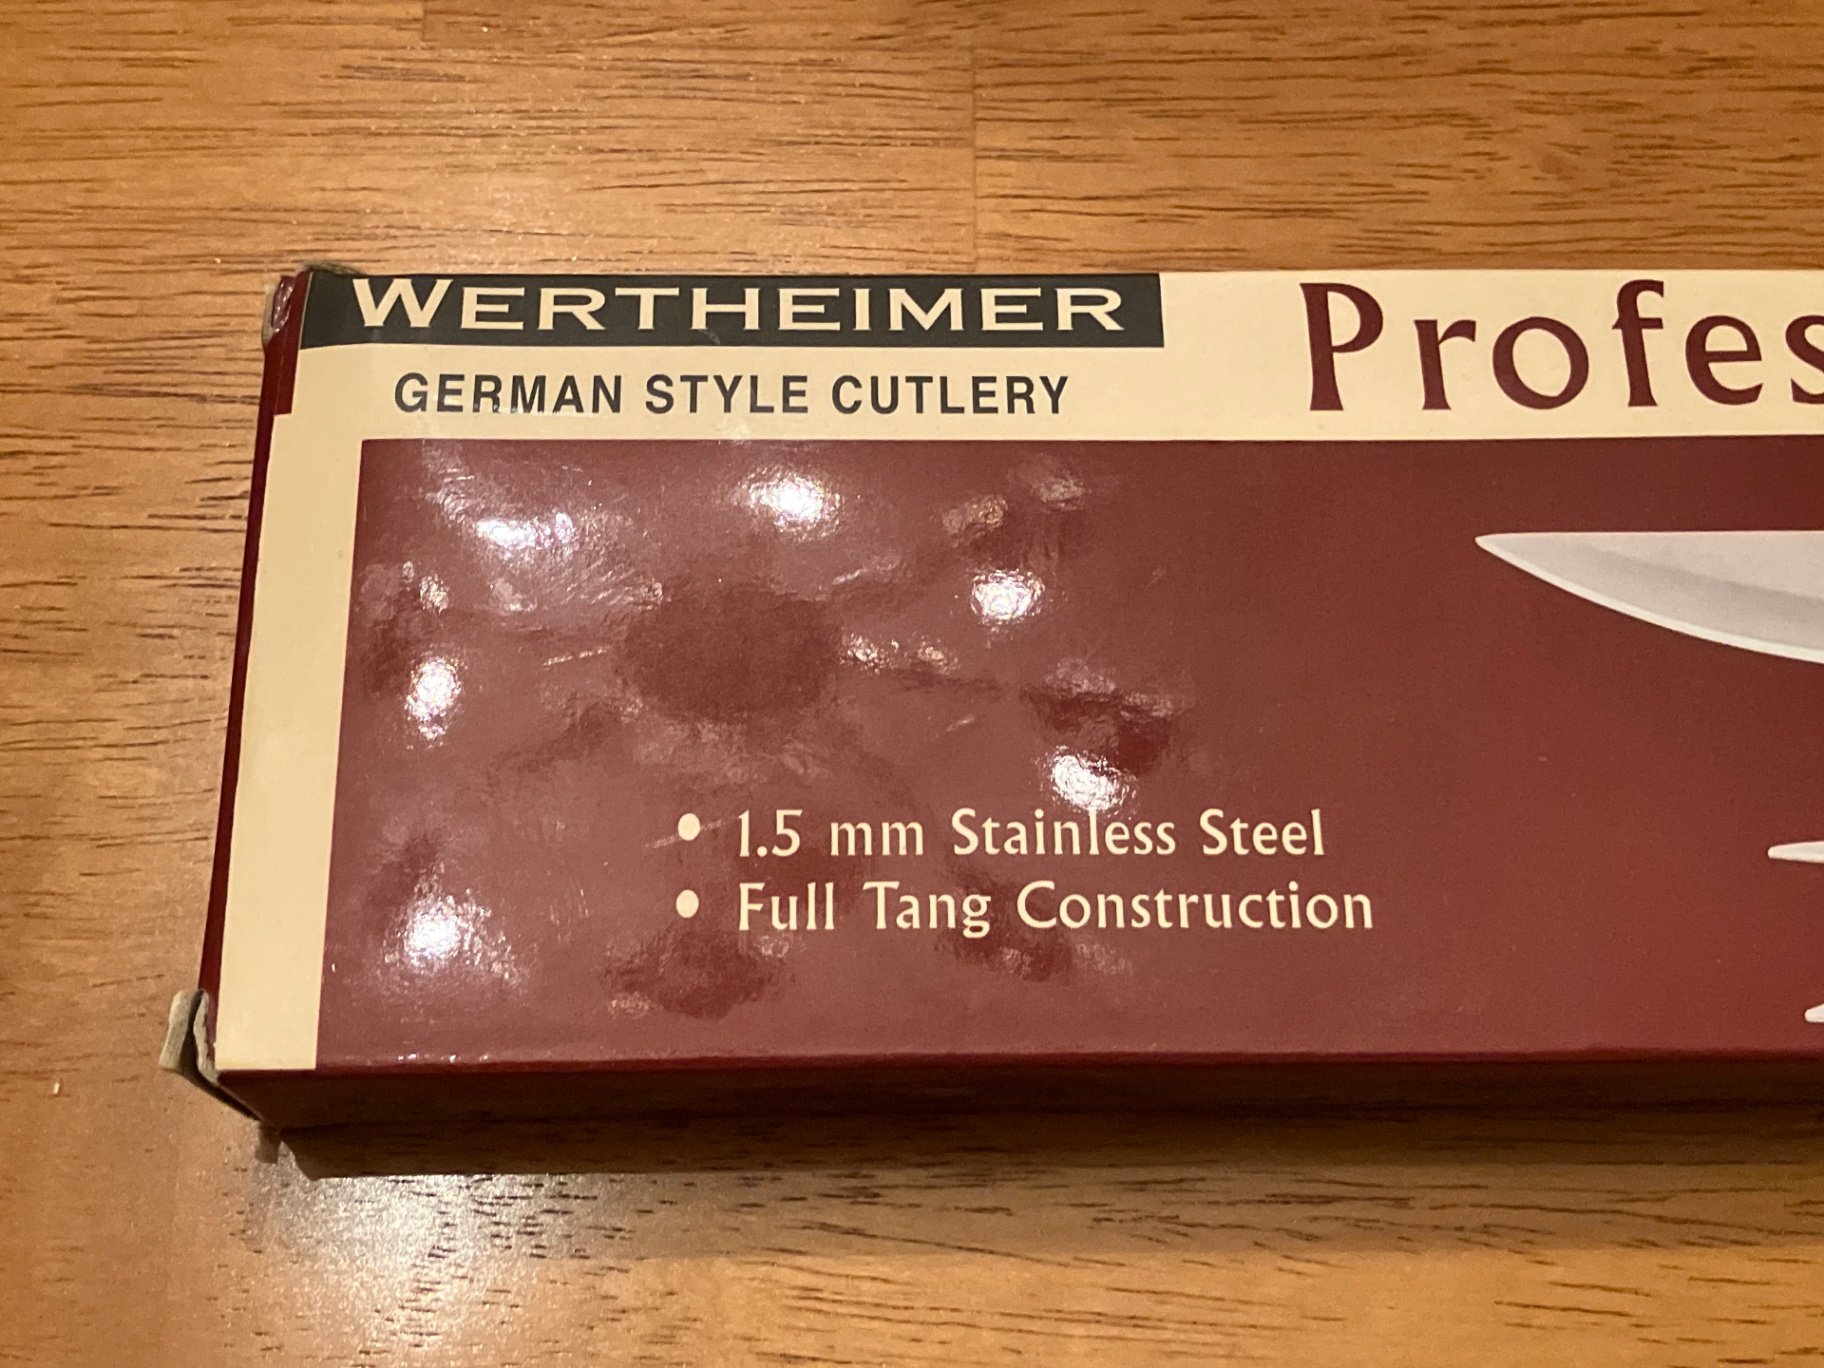 WERTHEIMER
GERMAN STYLE CUTLERY
Profes
• 1.5 mm Stainless Steel
• Full Tang Construction